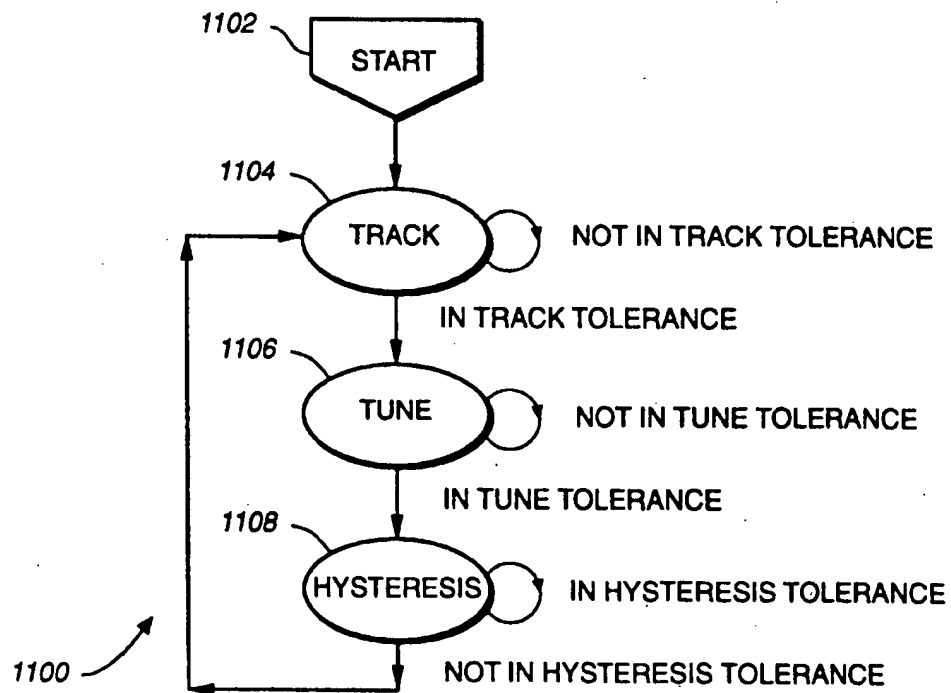 1102
START
1104
TRACK
NOT IN TRACK TOLERANCE
IN TRACK TOLERANCE
1106
TUNE
NOT IN TUNE TOLERANCE
IN TUNE TOLERANCE
1108
HYSTERESIS
IN HYSTERESIS TOLERANCE
NOT IN HYSTERESIS TOLERANCE
1100